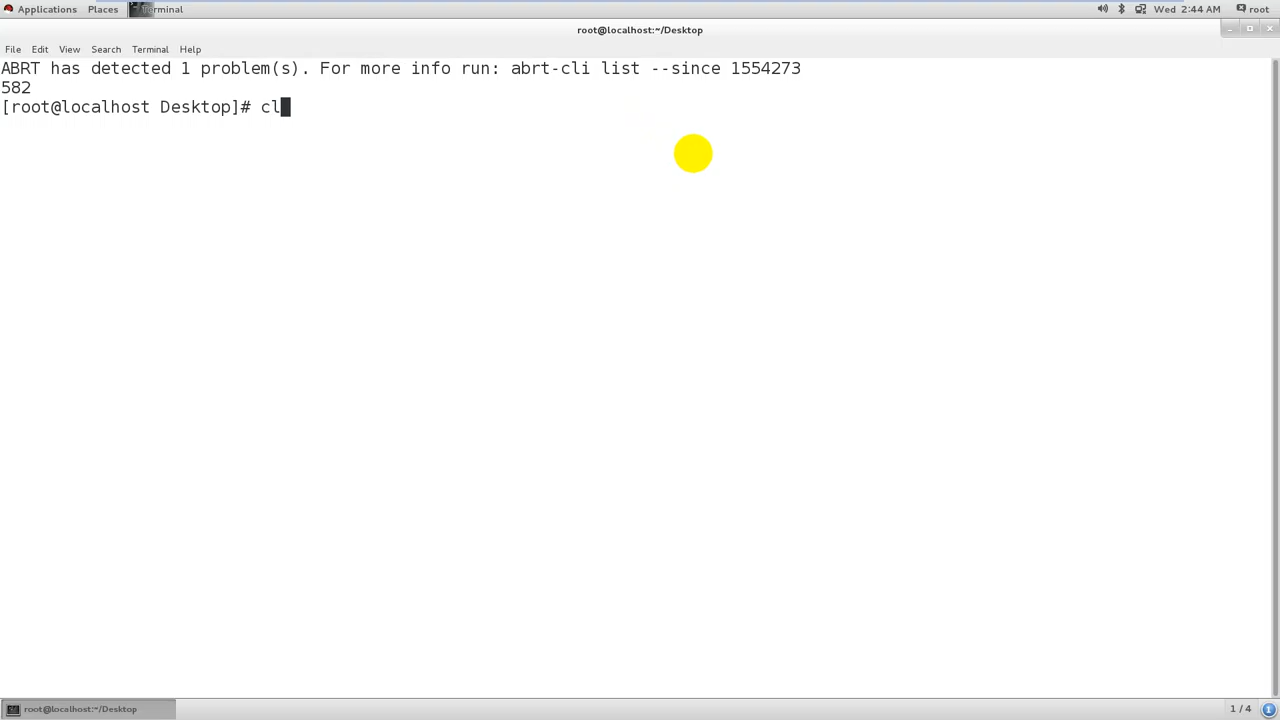 Applications Places Terminal Wed 2:44 AM root
root@localhost:~/Desktop
File Edit View Search Terminal Help
ABRT has detected 1 problem(s). For more info run: abrt-cli list --since 1554273
582
[root@localhost Desktop]# cl
root@localhost:~/Desktop 1 / 4